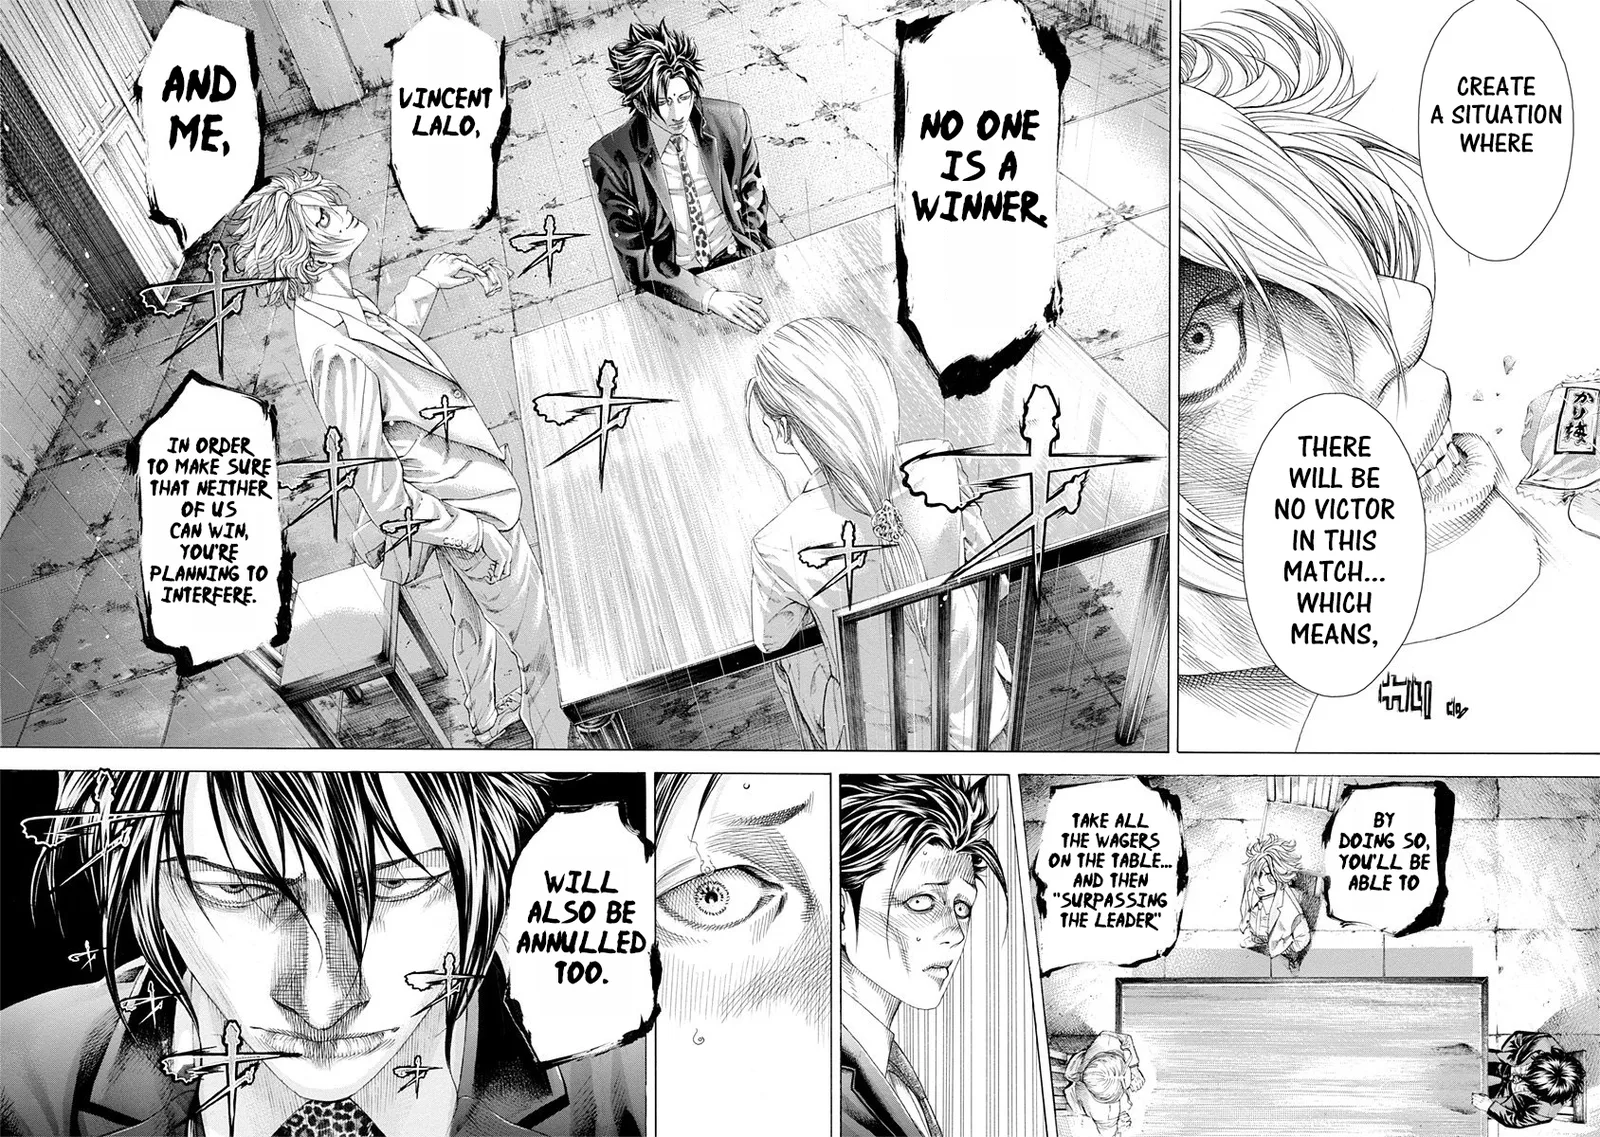 CREATE
A SITUATION
WHERE
かり梅
THERE
WILL BE
NO VICTOR
IN THIS
MATCH...
WHICH
MEANS,
NO ONE
IS A
WINNER.
VINCENT
LALO,
AND
ME,
IN ORDER
TO MAKE SURE
THAT NEITHER
OF US
CAN WIN,
YOU'RE
PLANNING TO
INTERFERE.
BY
DOING SO,
YOU'LL BE
ABLE TO
TAKE ALL
THE WAGERS
ON THE TABLE...
AND THEN
"SURPASSING
THE LEADER"
WILL
ALSO BE
ANNULLED
TOO.